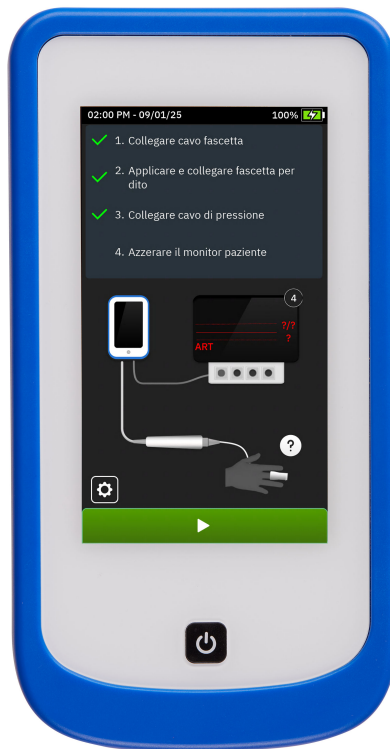 02:00 PM - 09/01/25 100%
1. Collegare cavo fascetta
2. Applicare e collegare fascetta per
dito
3. Collegare cavo di pressione
4. Azzerare il monitor paziente
4
?/?
?
ART
?